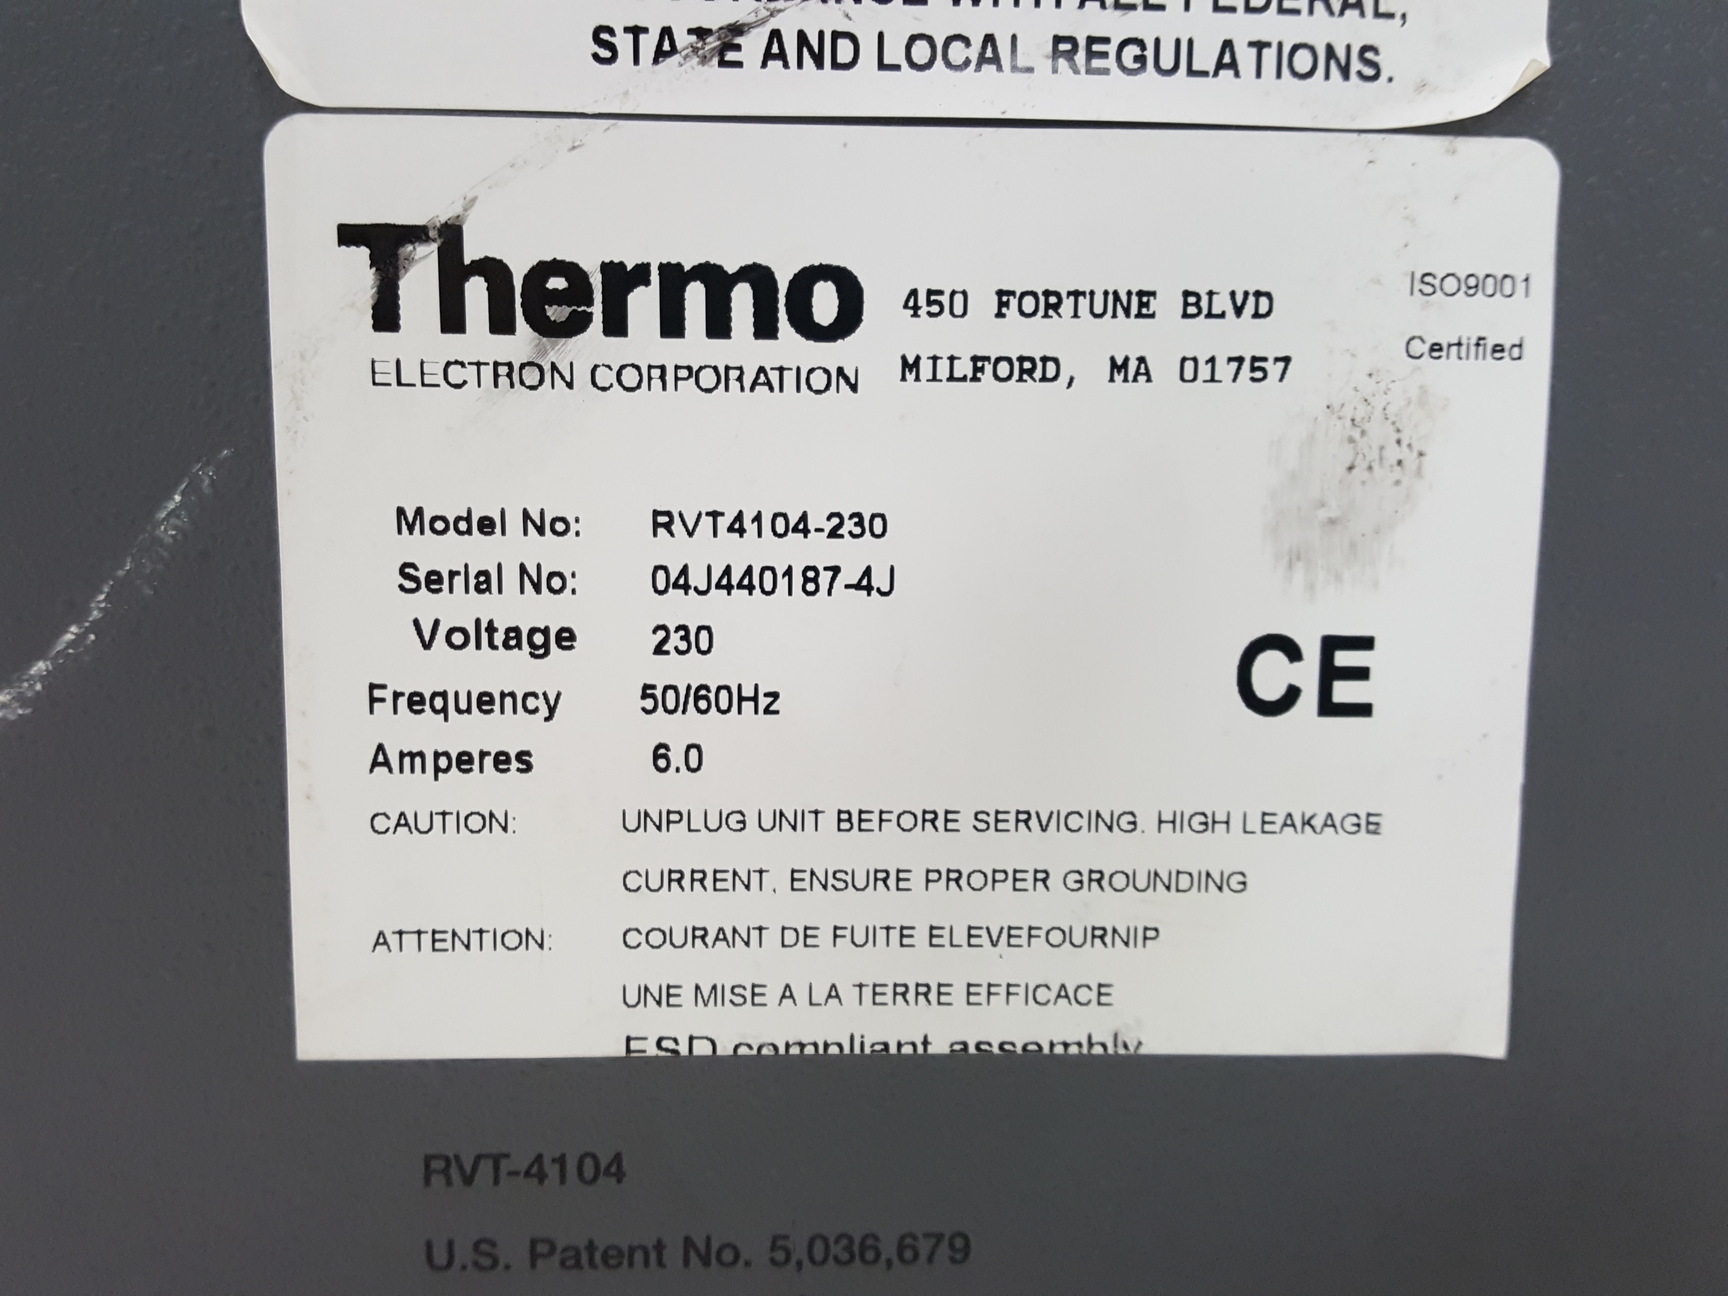 WITH ALL FEDERAL,
STATE AND LOCAL REGULATIONS.
Thermo
ELECTRON CORPORATION
450 FORTUNE BLVD
MILFORD, MA 01757
ISO9001
Certified
Model No: RVT4104-230
Serial No: 04J440187-4J
Voltage 230
Frequency 50/60Hz
Amperes 6.0
CE
CAUTION: UNPLUG UNIT BEFORE SERVICING. HIGH LEAKAGE
CURRENT, ENSURE PROPER GROUNDING
ATTENTION: COURANT DE FUITE ELEVEFOURNIP
UNE MISE A LA TERRE EFFICACE
ESD compliant assembly
RVT-4104
U.S. Patent No. 5,036,679